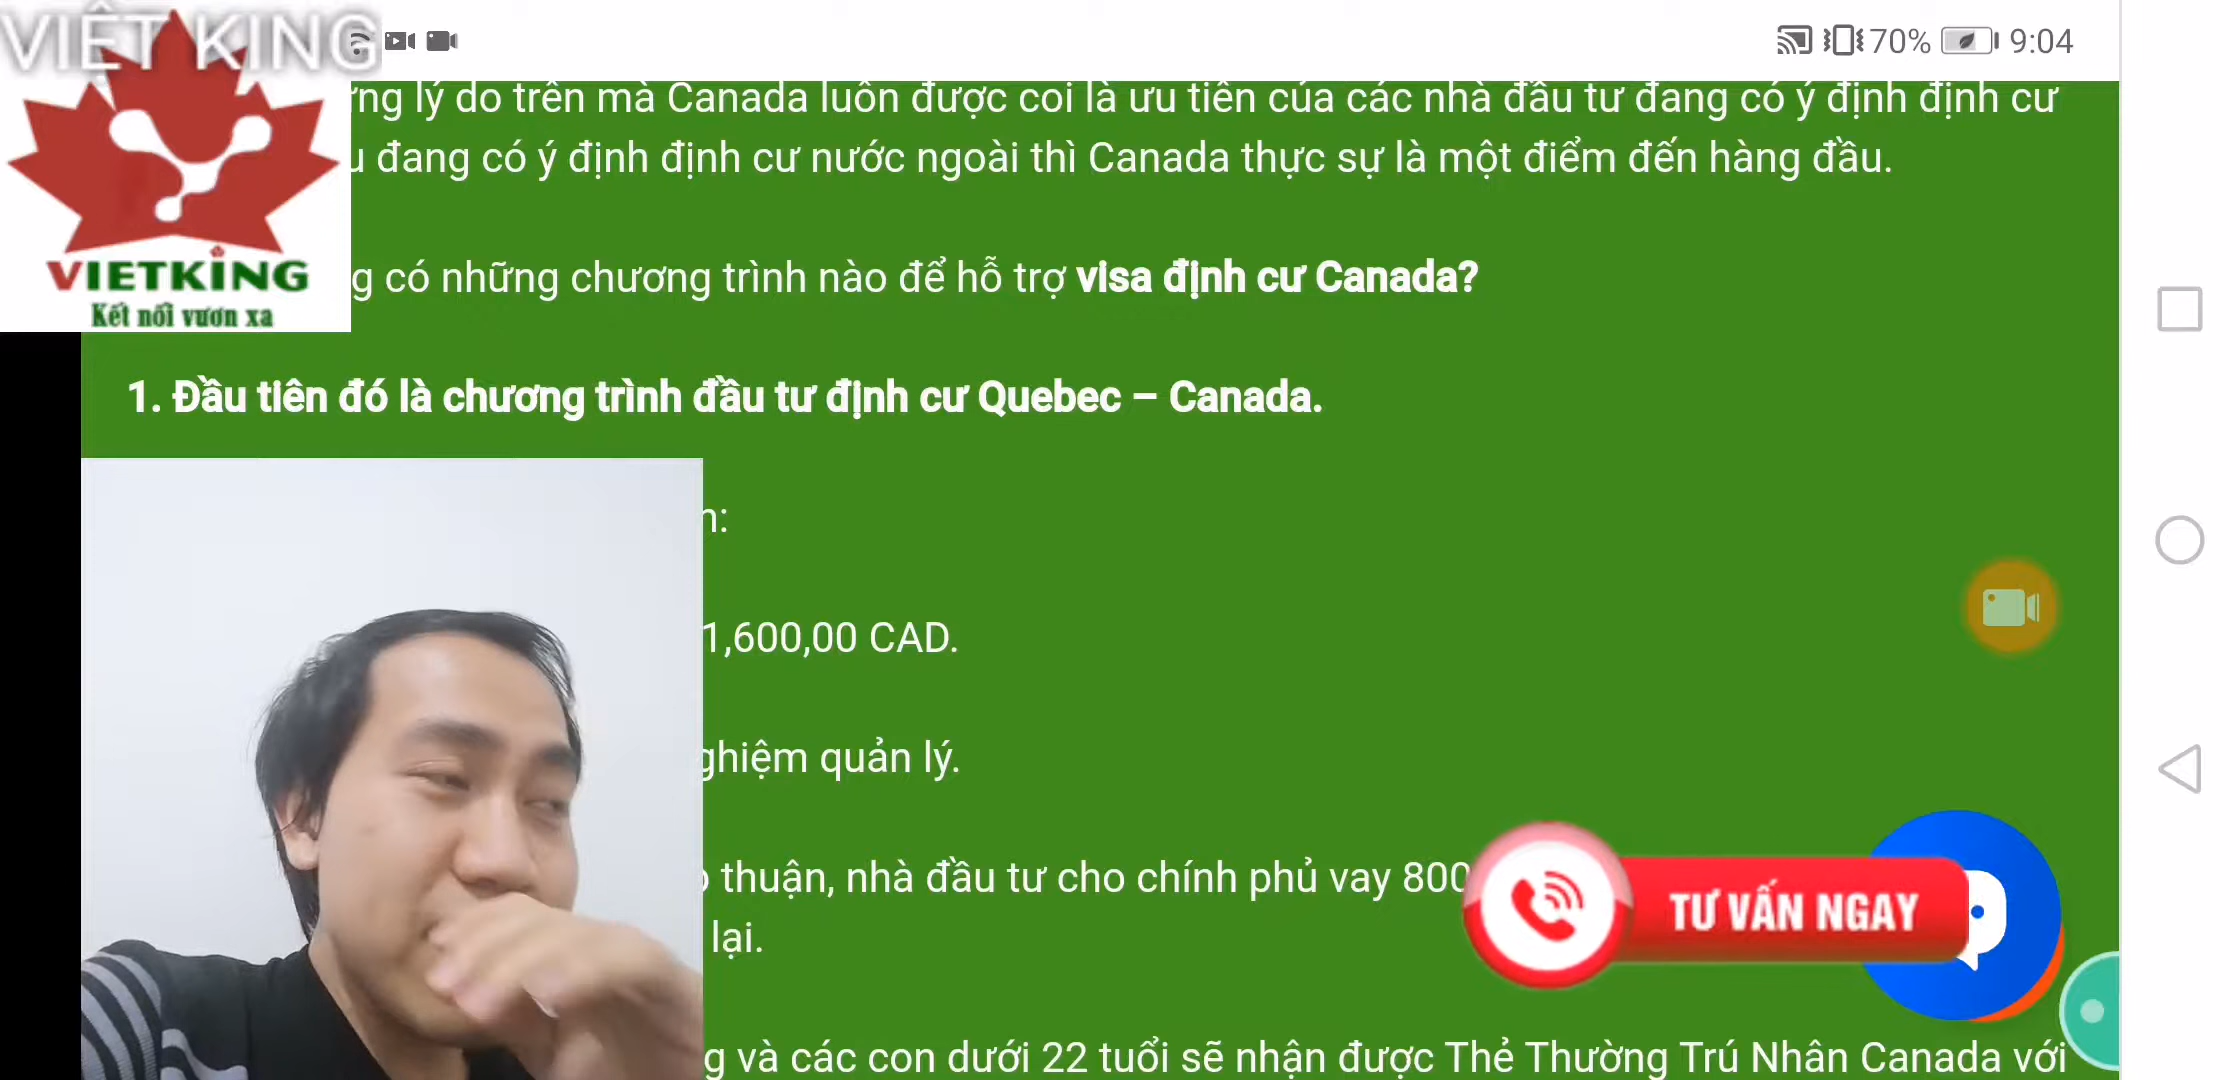 VIỆT KING
70% 9:04
lý do trên mà Canada luôn được coi là ưu tiên của các nhà đầu tư đang có ý định định cư
đang có ý định định cư nước ngoài thì Canada thực sự là một điểm đến hàng đầu.
VIETKING
Kết nối vươn xa
có những chương trình nào để hỗ trợ visa định cư Canada?
1. Đầu tiên đó là chương trình đầu tư định cư Quebec – Canada.
1,600,00 CAD.
quản lý.
thuận, nhà đầu tư cho chính phủ vay 800
TƯ VẤN NGAY
lại.
và các con dưới 22 tuổi sẽ nhận được Thẻ Thường Trú Nhân Canada với